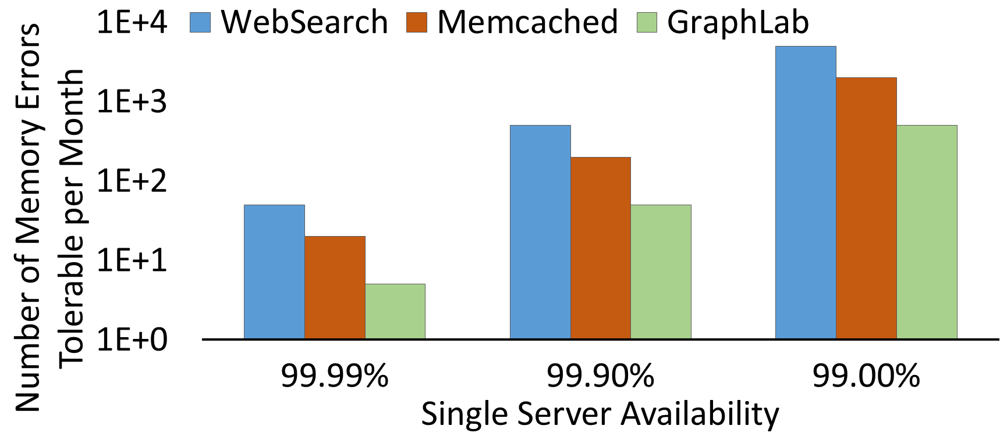 Number of Memory Errors
Tolerable per Month
1E+4
1E+3
1E+2
1E+1
1E+0
WebSearch Memcached GraphLab
99.99% 99.90% 99.00%
Single Server Availability